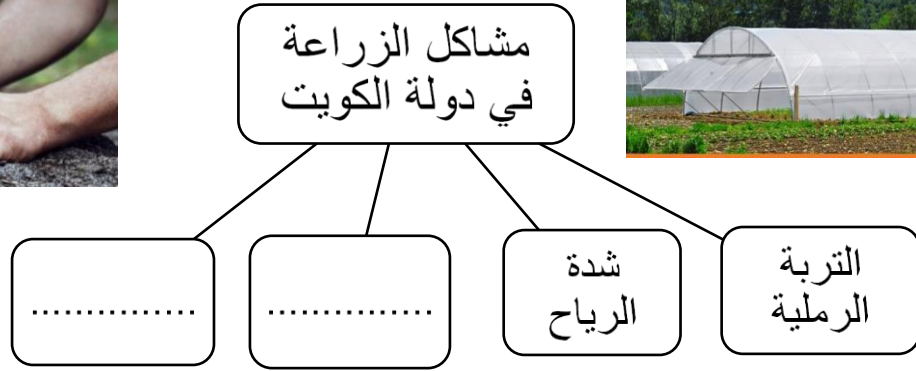 مشاكل الزراعة
في دولة الكويت
التربة
الرملية
شدة
الرياح
................
................